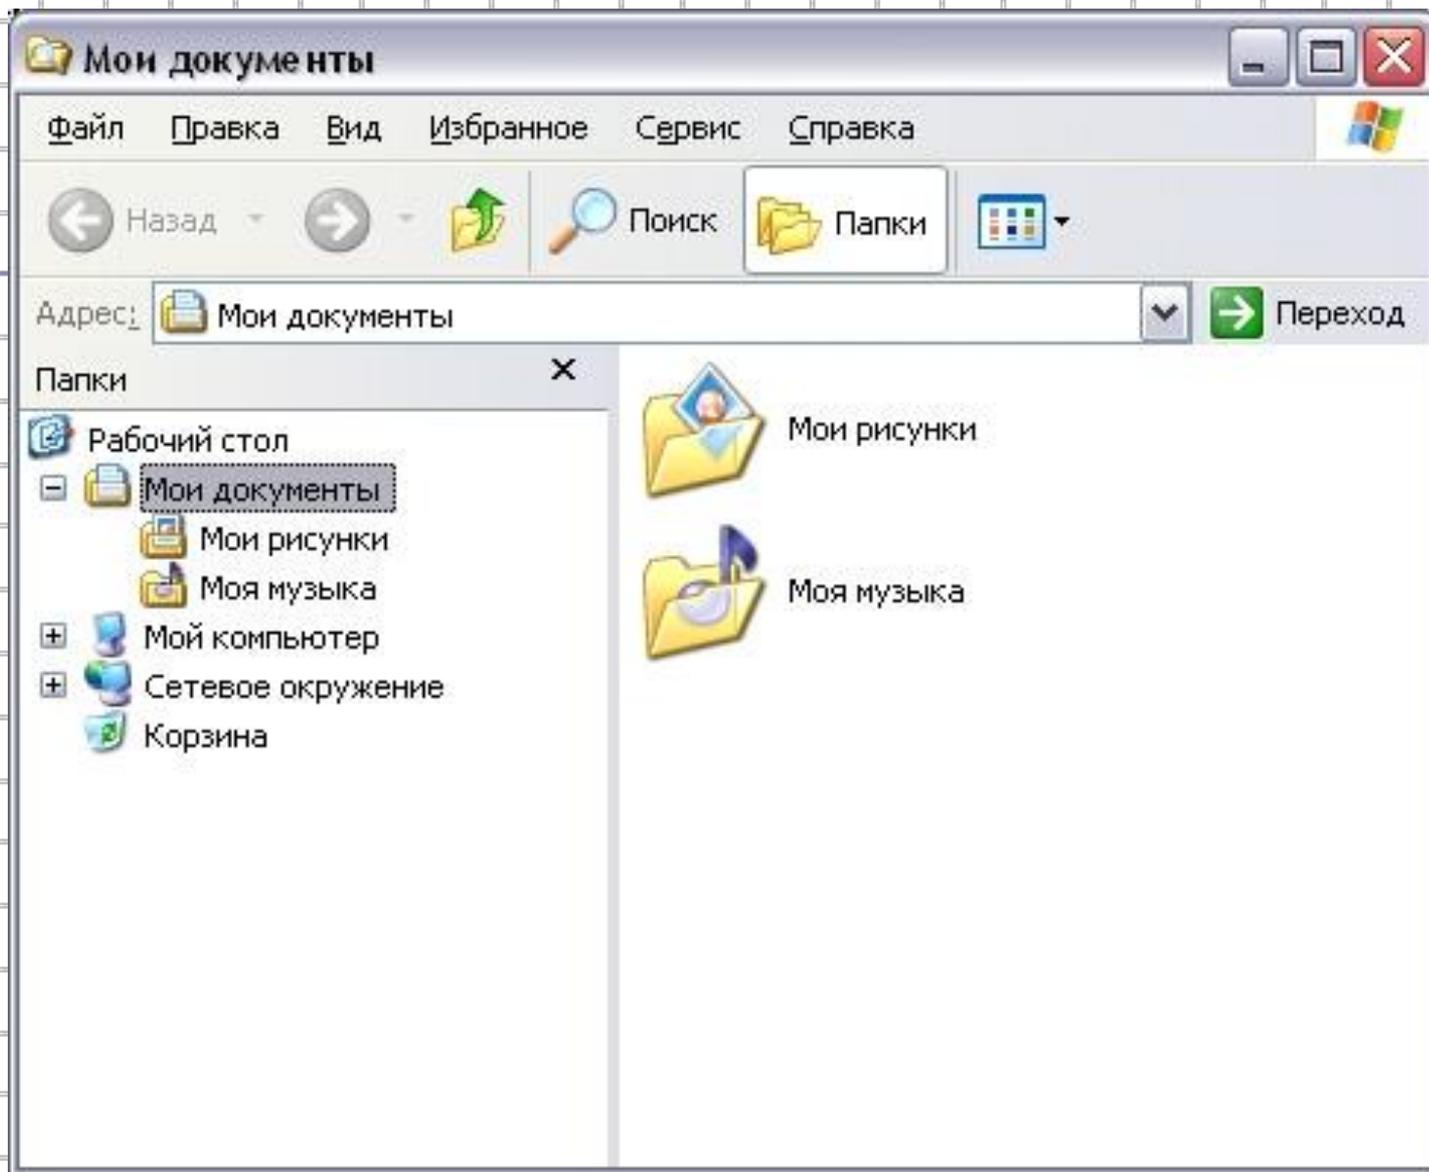 Мои документы
Файл Правка Вид Избранное Сервис Справка
Назад Поиск Папки
Адрес: Мои документы Переход
Папки
Рабочий стол
Мои документы
Мои рисунки
Моя музыка
Мой компьютер
Сетевое окружение
Корзина
Мои рисунки
Моя музыка